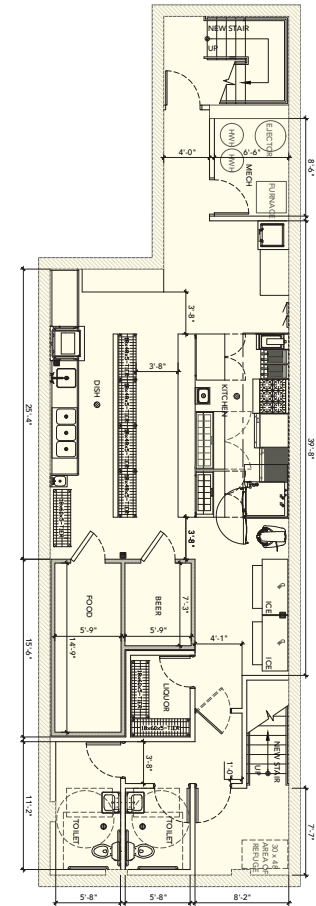 NEW STAIR
UP
HWH
HWH
EJECTOR
4'-0"
6'-6"
MECH
FURNACE
8'-6"
3'-8"
3'-8"
DISH
KITCHEN
25'-4"
39'-8"
3'-8"
FOOD
BEER
7'-3"
5'-9"
5'-9"
14'-9"
15'-6"
ICE
ICE
4'-1"
LIQUOR
NEW STAIR
UP
1'-0"
3'-8"
11'-2"
TOILET
TOILET
30 x 48
AREA OF
REFUGE
7'-7"
5'-8"
5'-8"
8'-2"